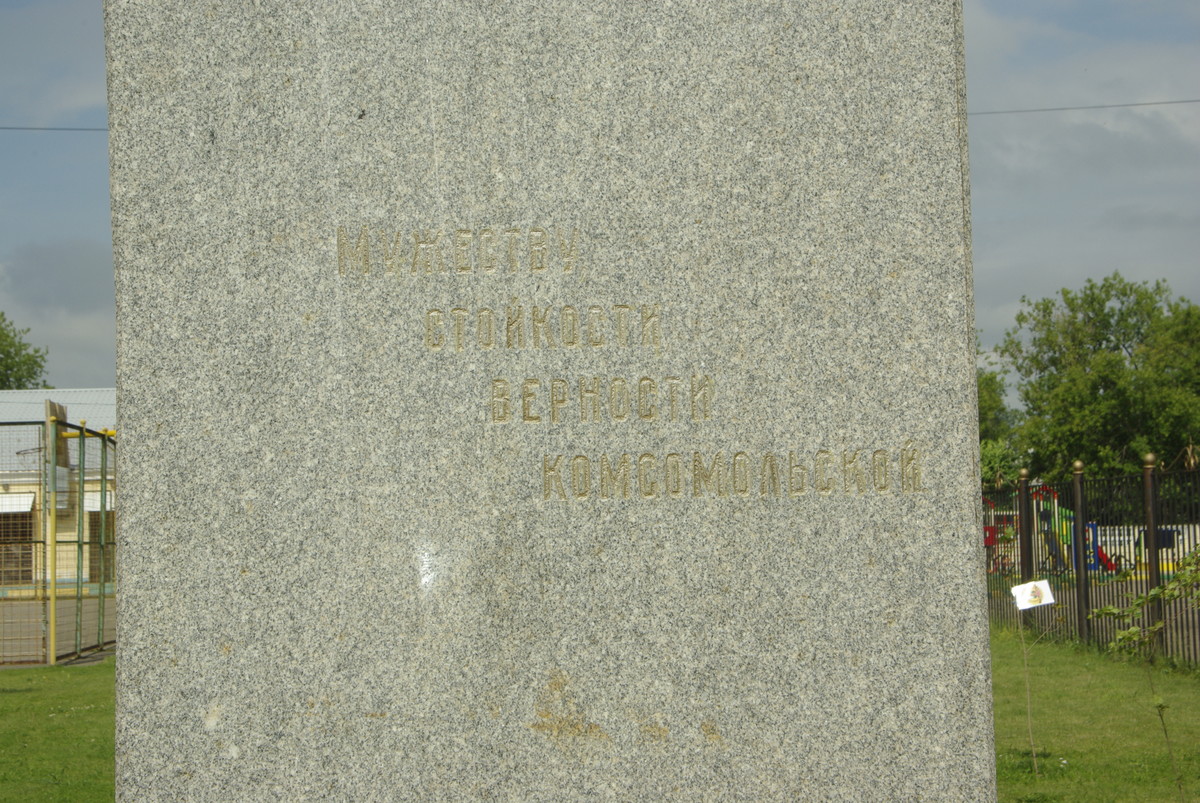 Мужеству
стойкости
верности
комсомольской